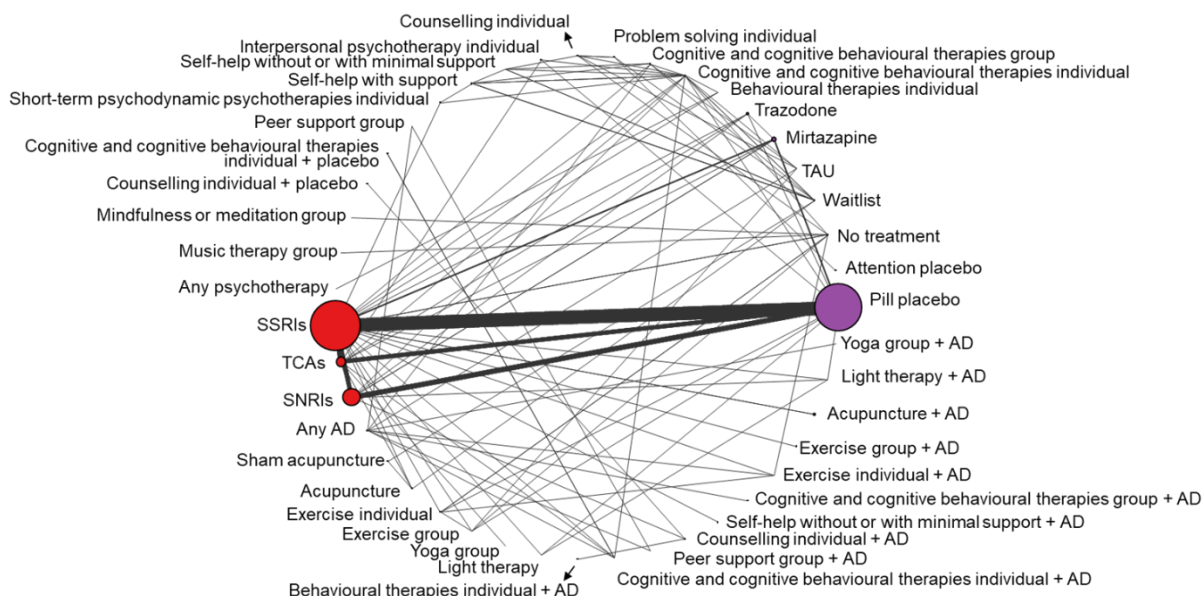 Counselling individual
Problem solving individual
Interpersonal psychotherapy individual
Cognitive and cognitive behavioural therapies group
Self-help without or with minimal support
Cognitive and cognitive behavioural therapies individual
Self-help with support
Behavioural therapies individual
Short-term psychodynamic psychotherapies individual
Trazodone
Peer support group
Mirtazapine
Cognitive and cognitive behavioural therapies
individual + placebo
TAU
Counselling individual + placebo
Waitlist
Mindfulness or meditation group
No treatment
Music therapy group
Attention placebo
Any psychotherapy
Pill placebo
SSRIs
Yoga group + AD
TCAs
Light therapy + AD
SNRIs
Acupuncture + AD
Any AD
Exercise group + AD
Sham acupuncture
Exercise individual + AD
Acupuncture
Cognitive and cognitive behavioural therapies group + AD
Exercise individual
Self-help without or with minimal support + AD
Exercise group
Counselling individual + AD
Yoga group
Peer support group + AD
Light therapy
Cognitive and cognitive behavioural therapies individual + AD
Behavioural therapies individual + AD